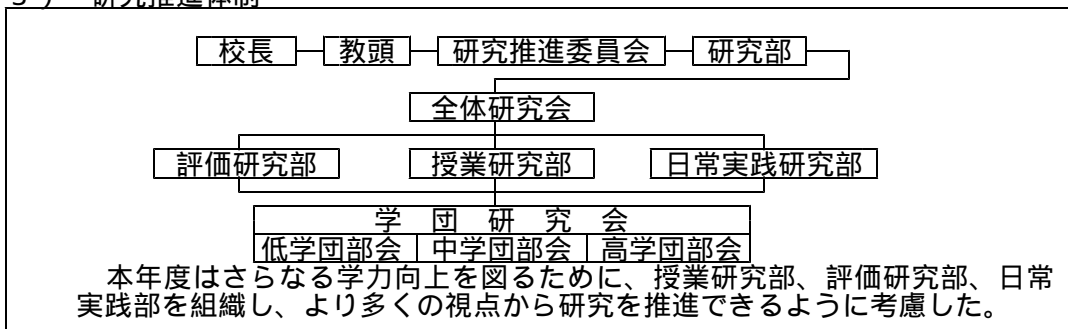 3) 研究推進体制
校長 教頭 研究推進委員会 研究部
全体研究会
評価研究部 授業研究部 日常実践研究部
学団研究会
低学団部会 中学団部会 高学団部会
本年度はさらなる学力向上を図るために、授業研究部、評価研究部、日常
実践部を組織し、より多くの視点から研究を推進できるように考慮した。